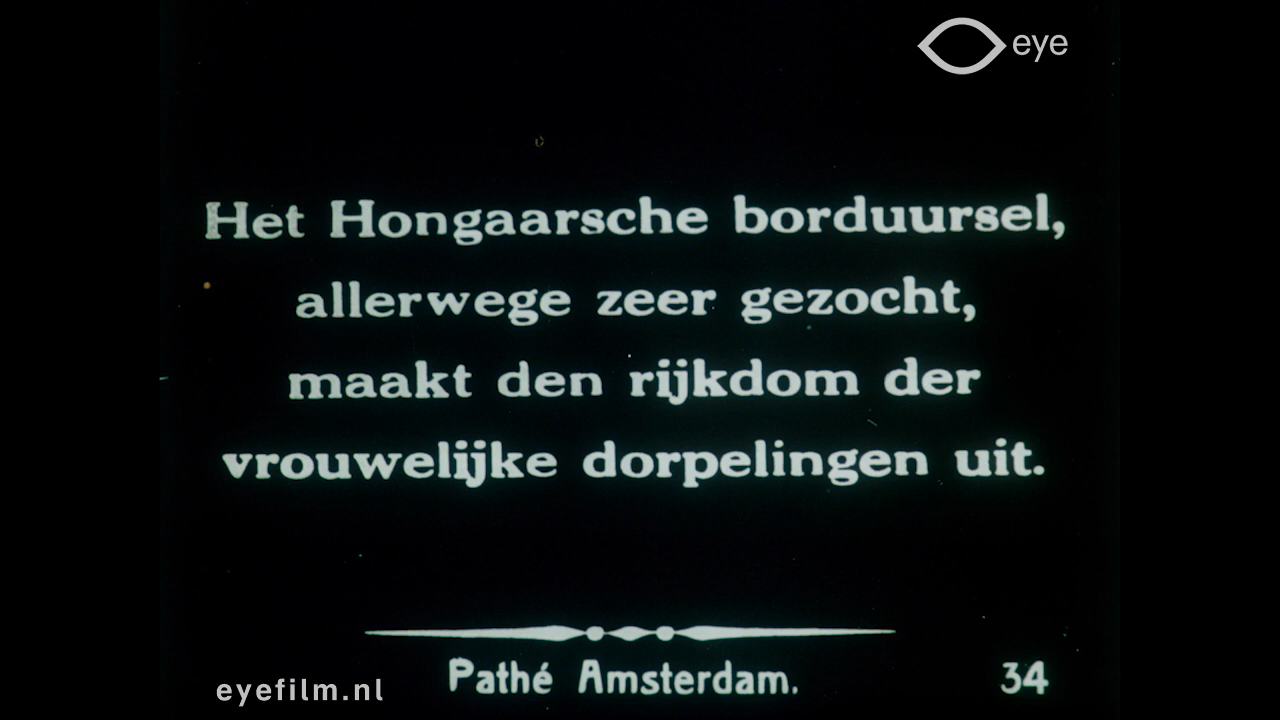 eye
Het Hongaarsche borduursel,
allerwege zeer gezocht,
maakt den rijkdom der
vrouwelijke dorpelingen uit.
Pathé Amsterdam.
34
eyefilm.nl